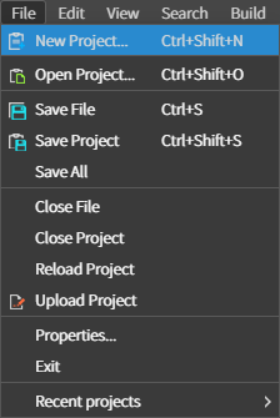 File Edit View Search Build
New Project... Ctrl+Shift+N
Open Project... Ctrl+Shift+O
Save File Ctrl+S
Save Project Ctrl+Shift+S
Save All
Close File
Close Project
Reload Project
Upload Project
Properties...
Exit
Recent projects